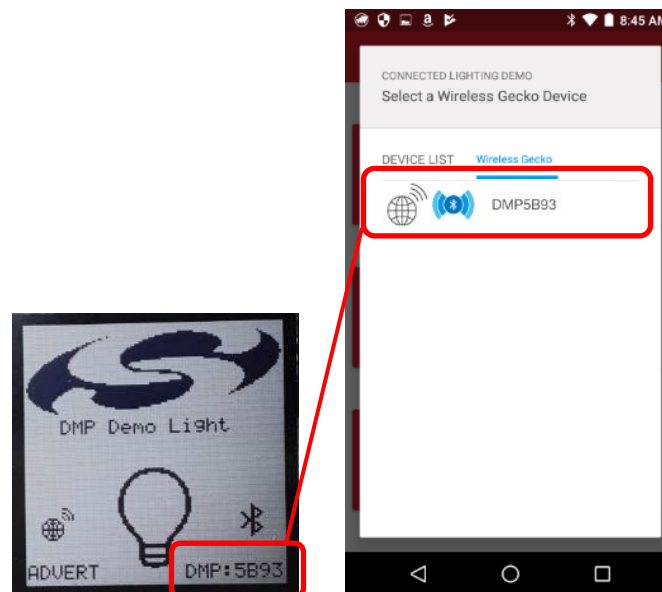 8:45 AM
CONNECTED LIGHTING DEMO
Select a Wireless Gecko Device
DEVICE LIST Wireless Gecko
DMP5B93
DMP Demo Light
ADVERT DMP:5B93